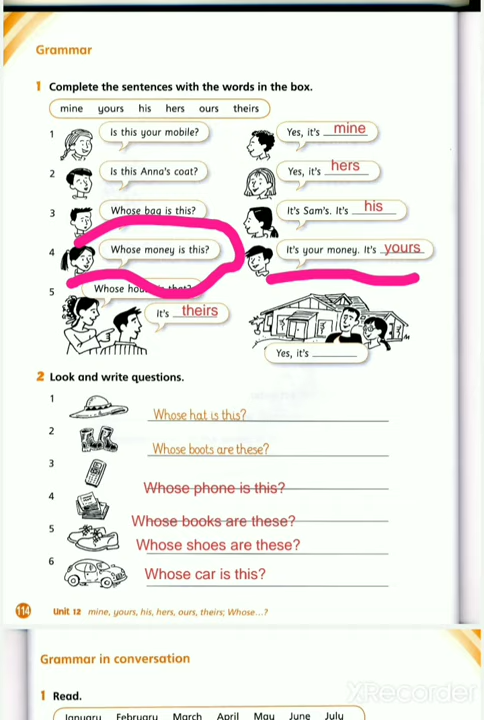 Grammar
1 Complete the sentences with the words in the box.
mine yours his hers ours theirs
1 Is this your mobile? Yes, it's mine
2 Is this Anna's coat? Yes, it's hers
3 Whose bag is this? It's Sam's. It's his
4 Whose money is this? It's your money. It's yours
5 Whose
It's theirs
Yes, it's
2 Look and write questions.
1 Whose hat is this?
2 Whose boots are these?
3 Whose phone is this?
4 Whose books are these?
5 Whose shoes are these?
6 Whose car is this?
114 Unit 12 mine, yours, his, hers, ours, theirs; Whose...?
Grammar in conversation
1 Read.
January February March April May June July
XRecorder